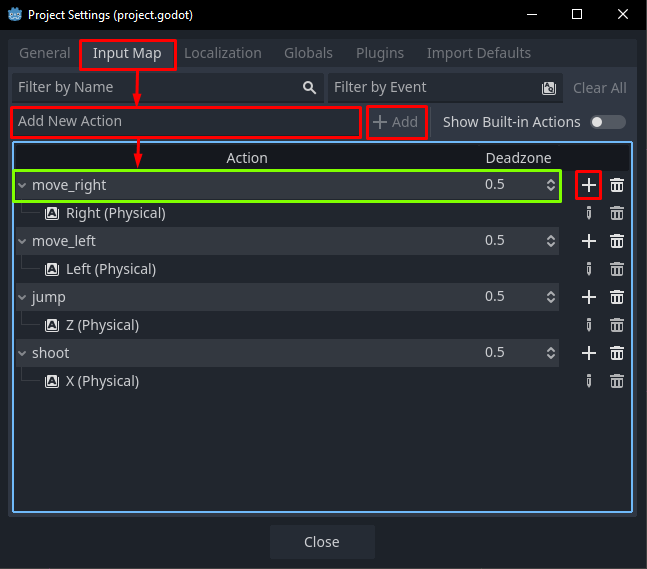 Project Settings (project.godot)
General Input Map Localization Globals Plugins Import Defaults
Filter by Name Filter by Event Clear All
Add New Action + Add Show Built-in Actions
Action Deadzone
move_right 0.5
Right (Physical)
move_left 0.5
Left (Physical)
jump 0.5
Z (Physical)
shoot 0.5
X (Physical)
Close